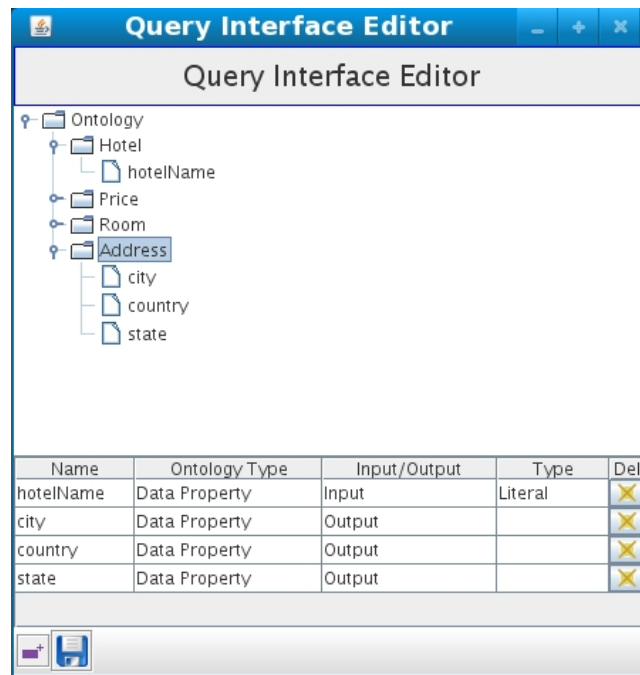 Query Interface Editor
Query Interface Editor
Ontology
Hotel
hotelName
Price
Room
Address
city
country
state
Name Ontology Type Input/Output Type Del
hotelName Data Property Input Literal
city Data Property Output
country Data Property Output
state Data Property Output